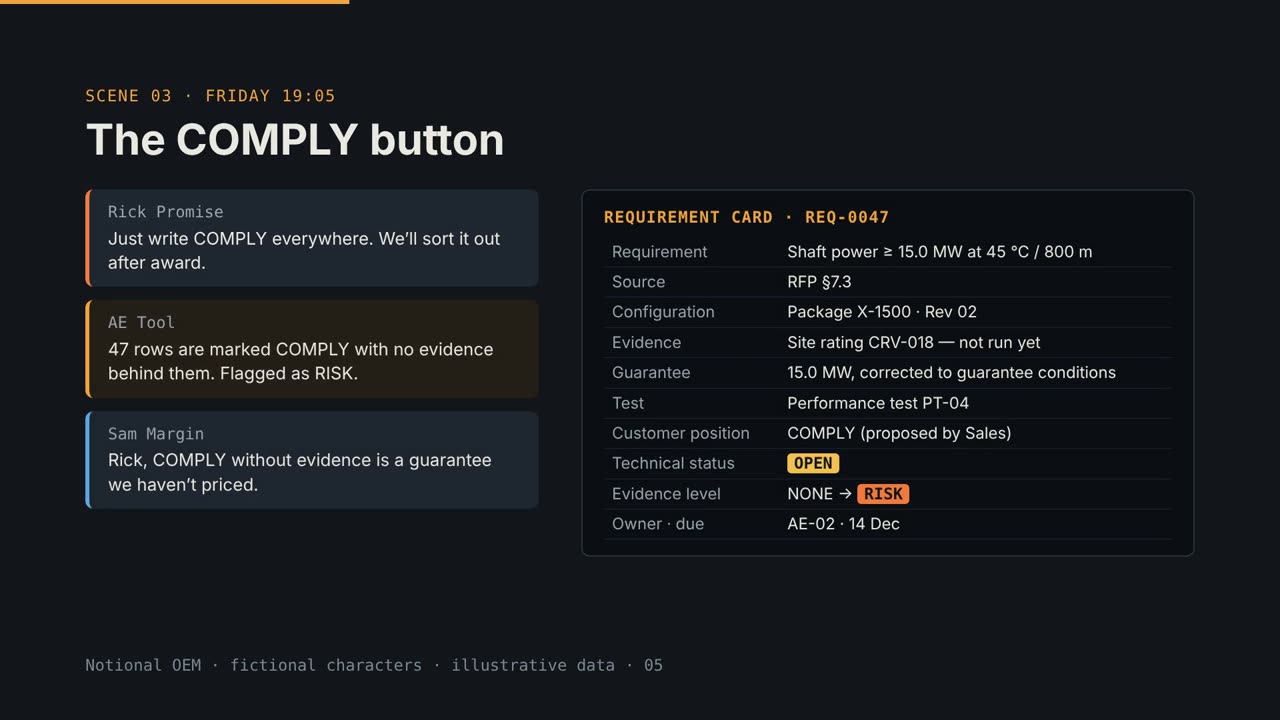 SCENE 03 · FRIDAY 19:05
The COMPLY button
Rick Promise
Just write COMPLY everywhere. We’ll sort it out
after award.
AE Tool
47 rows are marked COMPLY with no evidence
behind them. Flagged as RISK.
Sam Margin
Rick, COMPLY without evidence is a guarantee
we haven’t priced.
REQUIREMENT CARD · REQ-0047
Requirement Shaft power ≥ 15.0 MW at 45 °C / 800 m
Source RFP §7.3
Configuration Package X-1500 · Rev 02
Evidence Site rating CRV-018 — not run yet
Guarantee 15.0 MW, corrected to guarantee conditions
Test Performance test PT-04
Customer position COMPLY (proposed by Sales)
Technical status OPEN
Evidence level NONE → RISK
Owner · due AE-02 · 14 Dec
Notional OEM · fictional characters · illustrative data · 05